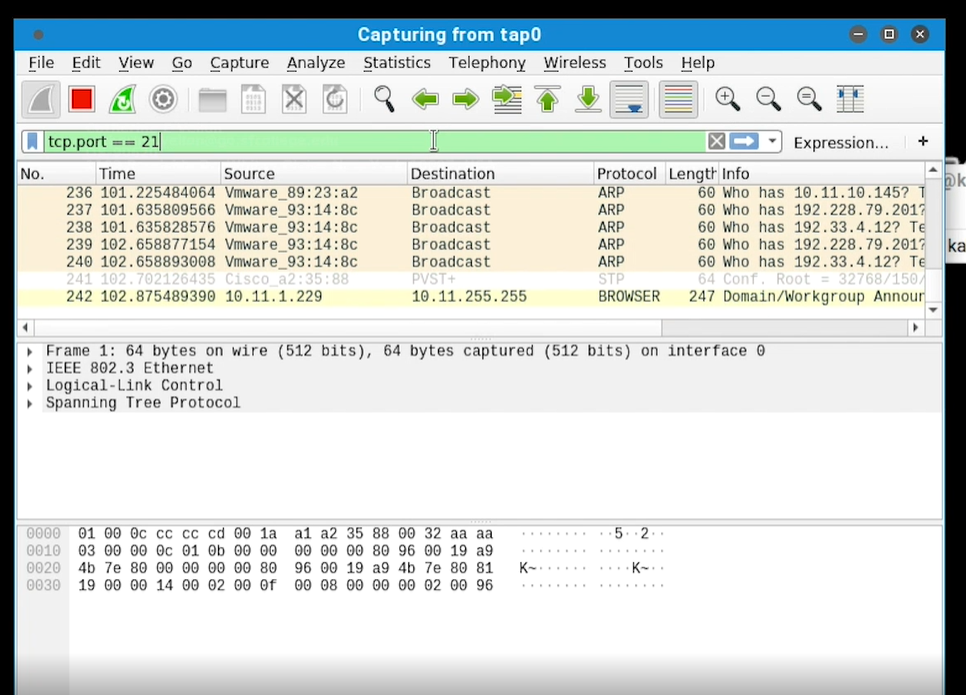 Capturing from tap0
File Edit View Go Capture Analyze Statistics Telephony Wireless Tools Help
tcp.port == 21 Expression... +
No. Time Source Destination Protocol Length Info
236 101.225484064 Vmware_89:23:a2 Broadcast ARP 60 Who has 10.11.10.145? T
237 101.635809566 Vmware_93:14:8c Broadcast ARP 60 Who has 192.228.79.201?
238 101.635828576 Vmware_93:14:8c Broadcast ARP 60 Who has 192.33.4.12? Te
239 102.658877154 Vmware_93:14:8c Broadcast ARP 60 Who has 192.228.79.201?
240 102.658893008 Vmware_93:14:8c Broadcast ARP 60 Who has 192.33.4.12? Te
241 102.702126435 Cisco_a2:35:88 PVST+ STP 64 Conf. Root = 32768/150/
242 102.875489390 10.11.1.229 10.11.255.255 BROWSER 247 Domain/Workgroup Annour
Frame 1: 64 bytes on wire (512 bits), 64 bytes captured (512 bits) on interface 0
IEEE 802.3 Ethernet
Logical-Link Control
Spanning Tree Protocol
0000 01 00 0c cc cc cd 00 1a a1 a2 35 88 00 32 aa aa ········ ··5··2··
0010 03 00 00 0c 01 0b 00 00 00 00 00 80 96 00 19 a9 ········ ········
0020 4b 7e 80 00 00 00 00 80 96 00 19 a9 4b 7e 80 81 K~······ ····K~··
0030 19 00 00 14 00 02 00 0f 00 08 00 00 00 02 00 96 ········ ········
@k
ka